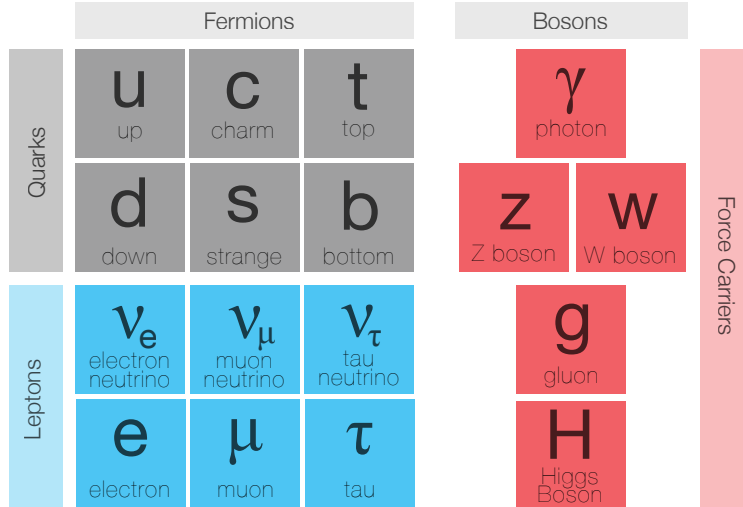 Fermions
Bosons
Quarks
u
up
c
charm
t
top
γ
photon
d
down
s
strange
b
bottom
z
Z boson
w
W boson
Force Carriers
Leptons
νe
electron
neutrino
νμ
muon
neutrino
ντ
tau
neutrino
g
gluon
e
electron
μ
muon
τ
tau
H
Higgs
Boson